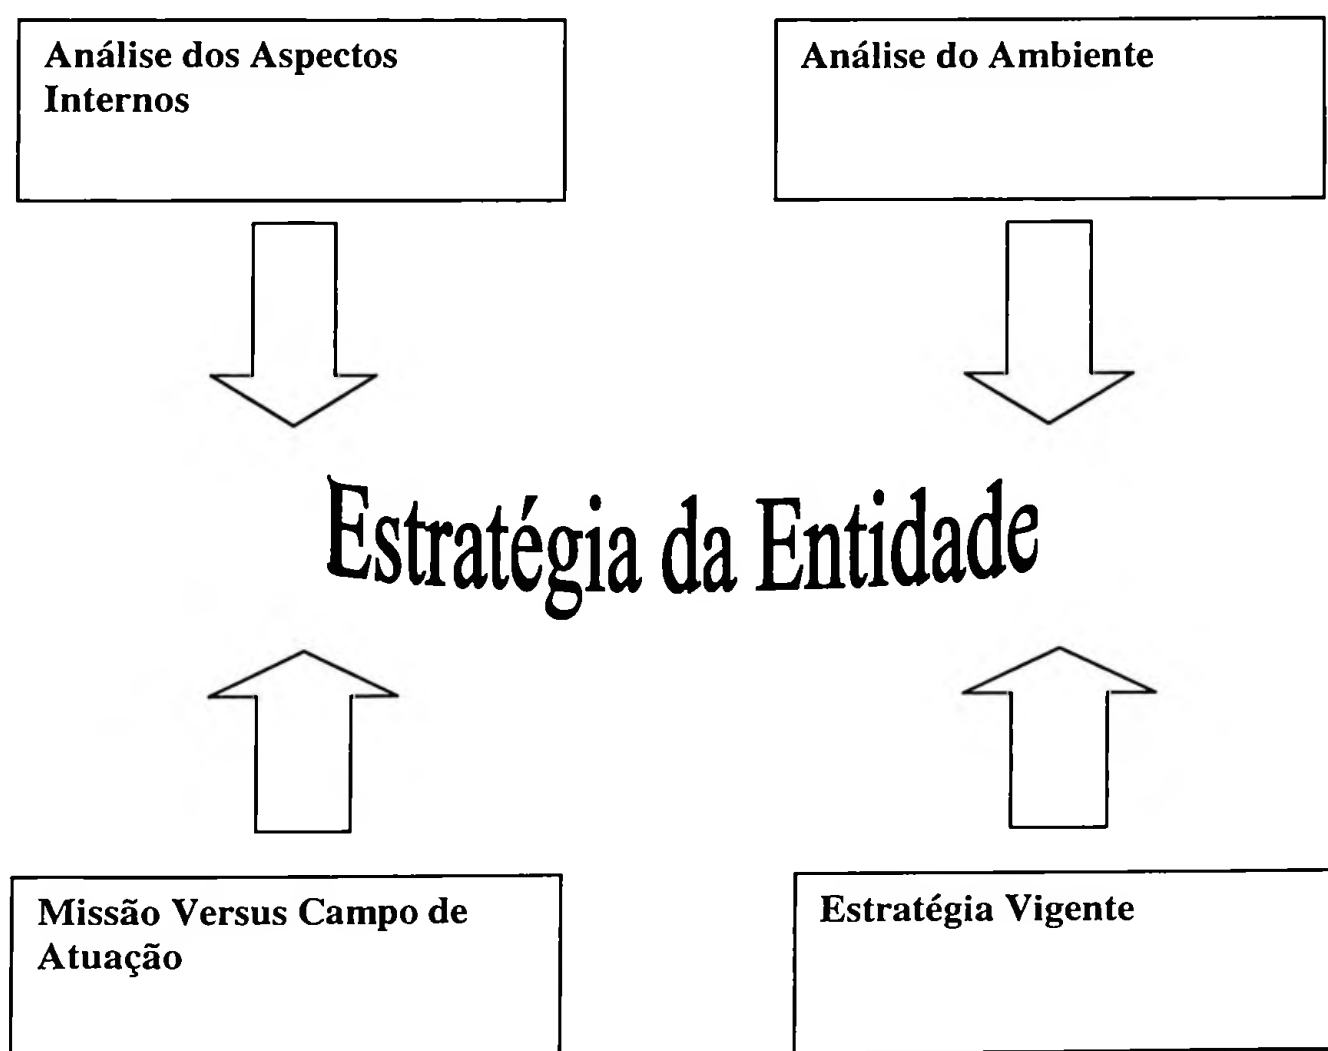 Análise dos Aspectos
Internos
Análise do Ambiente
Estratégia da Entidade
Missão Versus Campo de
Atuação
Estratégia Vigente